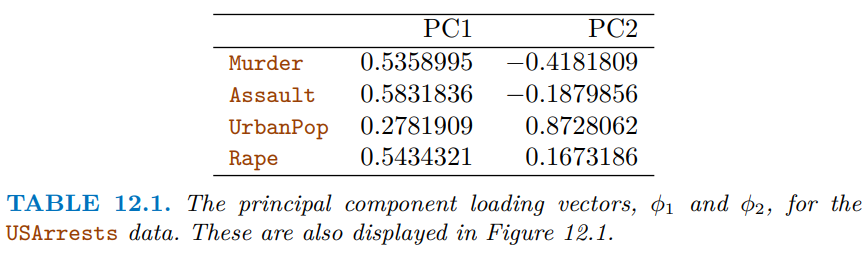 PC1 PC2
Murder 0.5358995 −0.4181809
Assault 0.5831836 −0.1879856
UrbanPop 0.2781909 0.8728062
Rape 0.5434321 0.1673186
TABLE 12.1. The principal component loading vectors, ϕ1 and ϕ2, for the
USArrests data. These are also displayed in Figure 12.1.